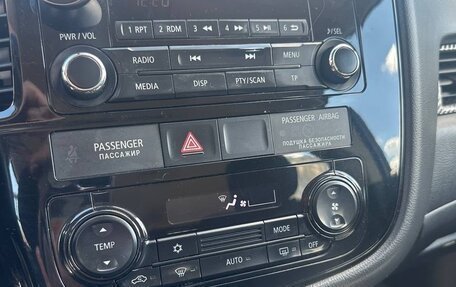 PWR / VOL
1 RPT 2 RDM 3 4 5 6
♪/SEL
RADIO MENU
MEDIA DISP PTY/SCAN TP
PASSENGER
ПАССАЖИР
PASSENGER AIRBAG
ПОДУШКА БЕЗОПАСНОСТИ
ПАССАЖИРА
TEMP
MODE
AUTO OFF